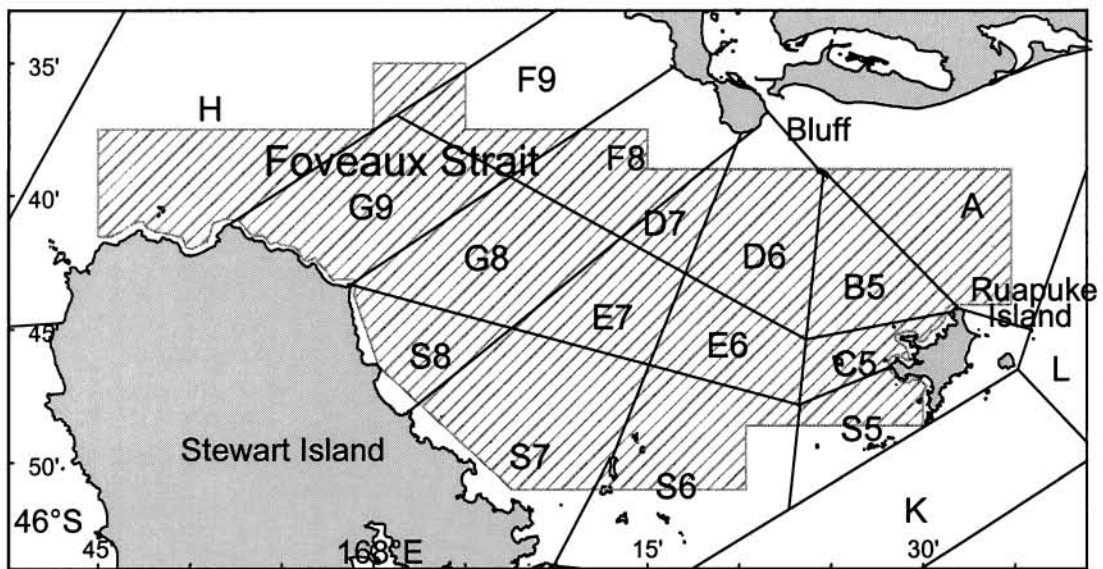 35'
F9
H
Bluff
Foveaux Strait
F8
40'
G9
D7
A
G8
D6
B5
Ruapuke
Island
45'
E7
E6
S8
C5
L
S5
Stewart Island
50'
S7
S6
K
46°S
45'
168°E
15'
30'